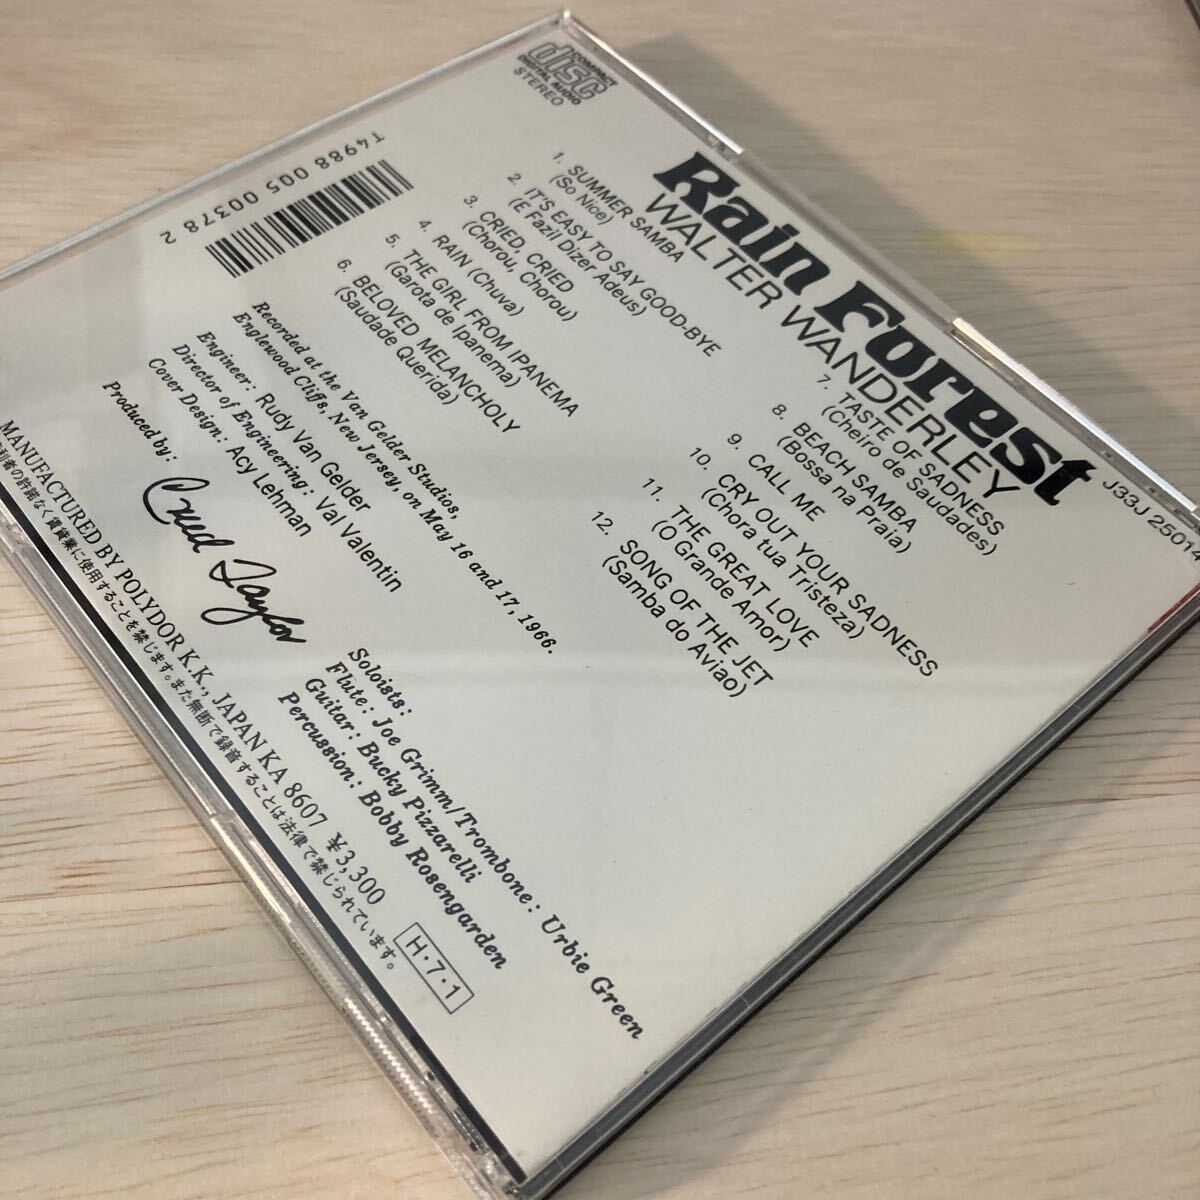 COMPACT
disc
DIGITAL AUDIO
STEREO
Rain Forest
WALTER WANDERLEY
J33J 25014
1. SUMMER SAMBA
(So Nice)
2. IT'S EASY TO SAY GOOD-BYE
(E Fazil Dizer Adeus)
3. CRIED, CRIED
(Chorou, Chorou)
4. RAIN (Chuva)
5. THE GIRL FROM IPANEMA
(Garota de Ipanema)
6. BELOVED MELANCHOLY
(Saudade Querida)
7. TASTE OF SADNESS
(Cheiro de Saudades)
8. BEACH SAMBA
(Bossa na Praia)
9. CALL ME
10. CRY OUT YOUR SADNESS
(Chora tua Tristeza)
11. THE GREAT LOVE
(O Grande Amor)
12. SONG OF THE JET
(Samba do Aviao)
T4988 005 00378 2
Recorded at the Van Gelder Studios,
Englewood Cliffs, New Jersey, on May 16 and 17, 1966.
Engineer: Rudy Van Gelder
Director of Engineering: Val Valentin
Cover Design: Acy Lehman
Produced by: Creed Taylor
Soloists:
Flute: Joe Grimm/Trombone: Urbie Green
Guitar: Bucky Pizzarelli
Percussion: Bobby Rosengarden
MANUFACTURED BY POLYDOR K.K., JAPAN KA 8607 ¥3,300
権利者の許諾なく賃貸業に使用することを禁じます。また無断で録音することは法律で禁じられています。
H・7・1